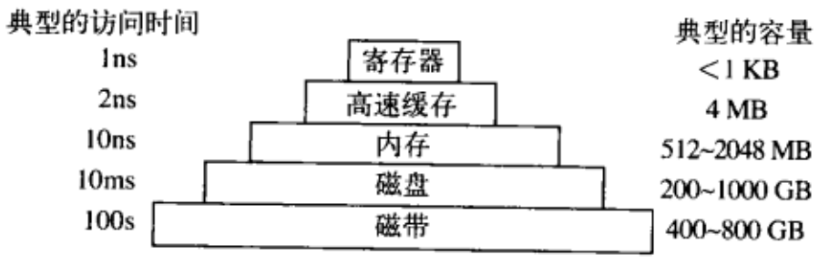 典型的访问时间 典型的容量
1ns 寄存器 <1 KB
2ns 高速缓存 4 MB
10ns 内存 512~2048 MB
10ms 磁盘 200~1000 GB
100s 磁带 400~800 GB